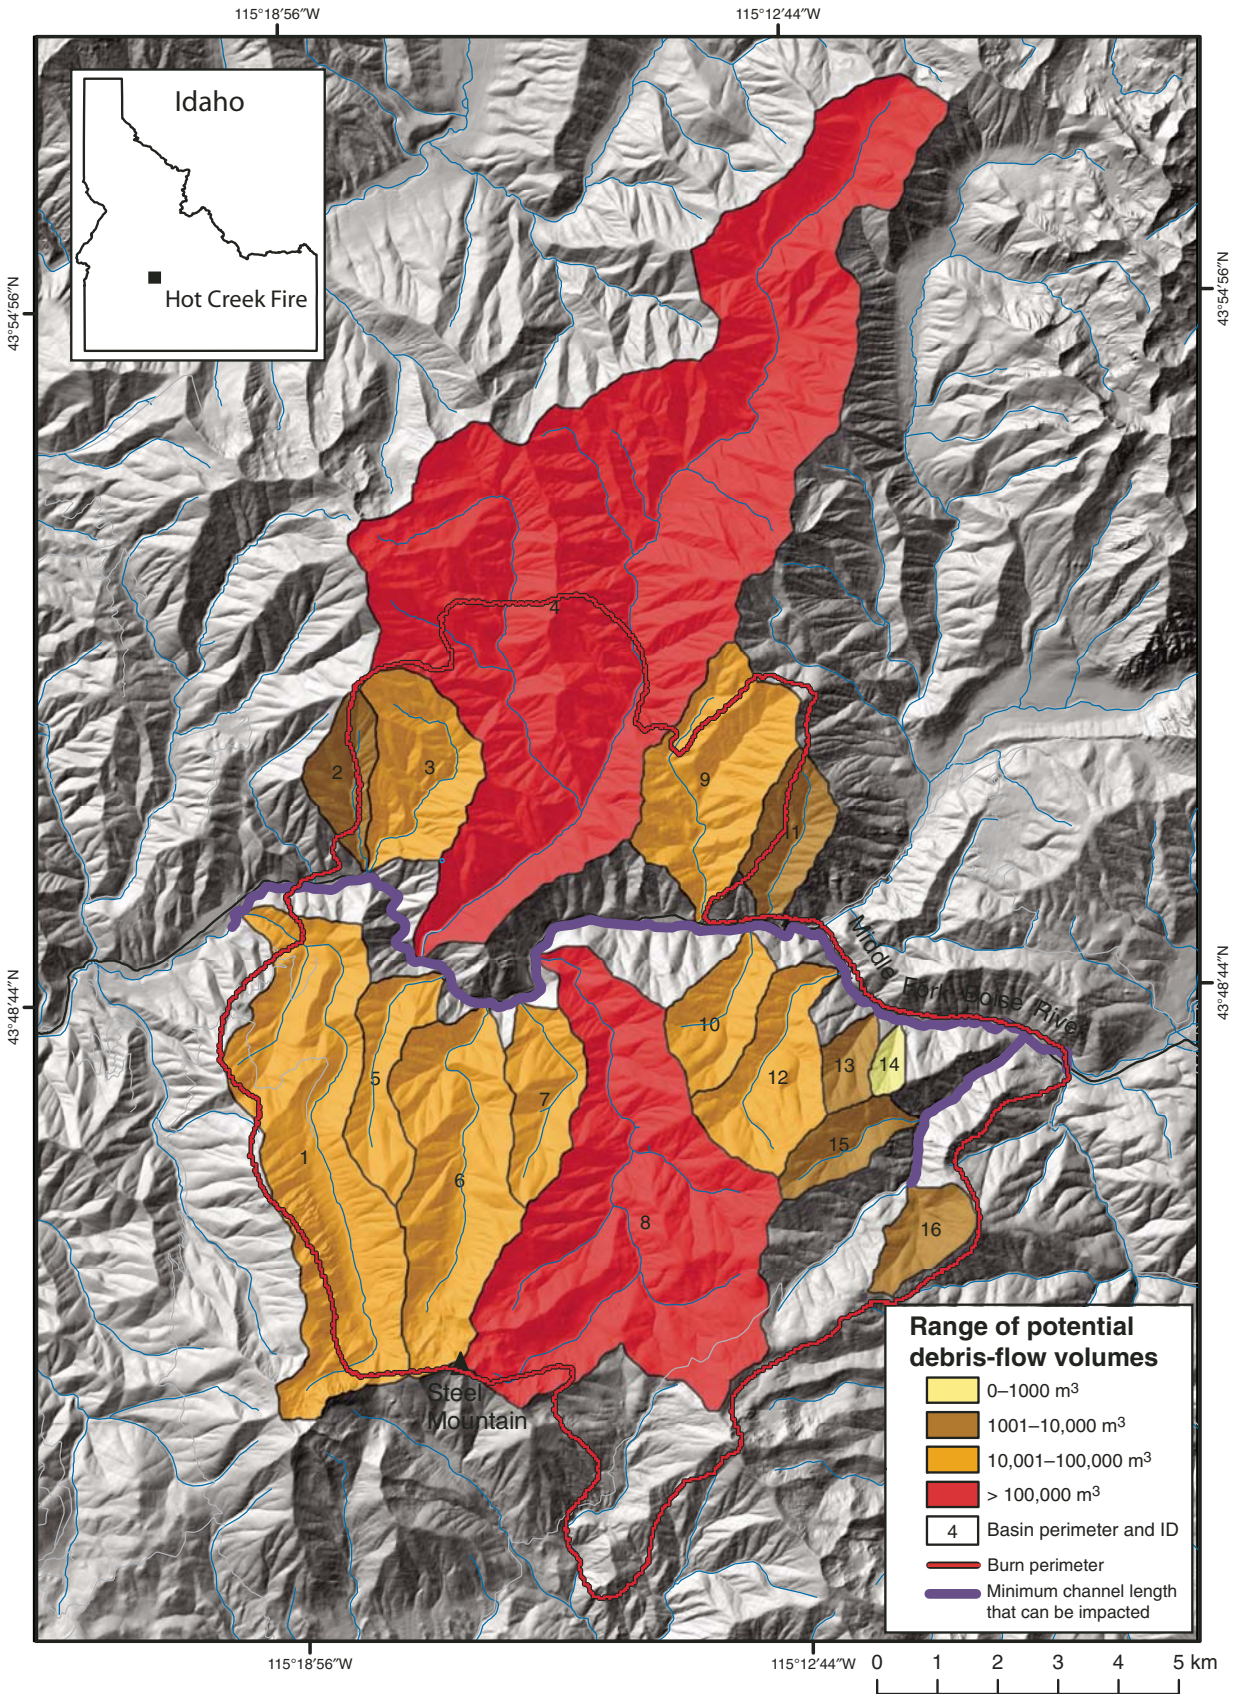 115°18′56″W
115°12′44″W
Idaho
Hot Creek Fire
43°54′56″N
43°54′56″N
4
2
3
9
11
Middle Fork Boise River
43°48′44″N
43°48′44″N
10
5
12
13
14
7
15
1
6
8
16
Steel
Mountain
Range of potential
debris-flow volumes
0–1000 m³
1001–10,000 m³
10,001–100,000 m³
> 100,000 m³
4 Basin perimeter and ID
Burn perimeter
Minimum channel length
that can be impacted
115°18′56″W
115°12′44″W
0 1 2 3 4 5 km